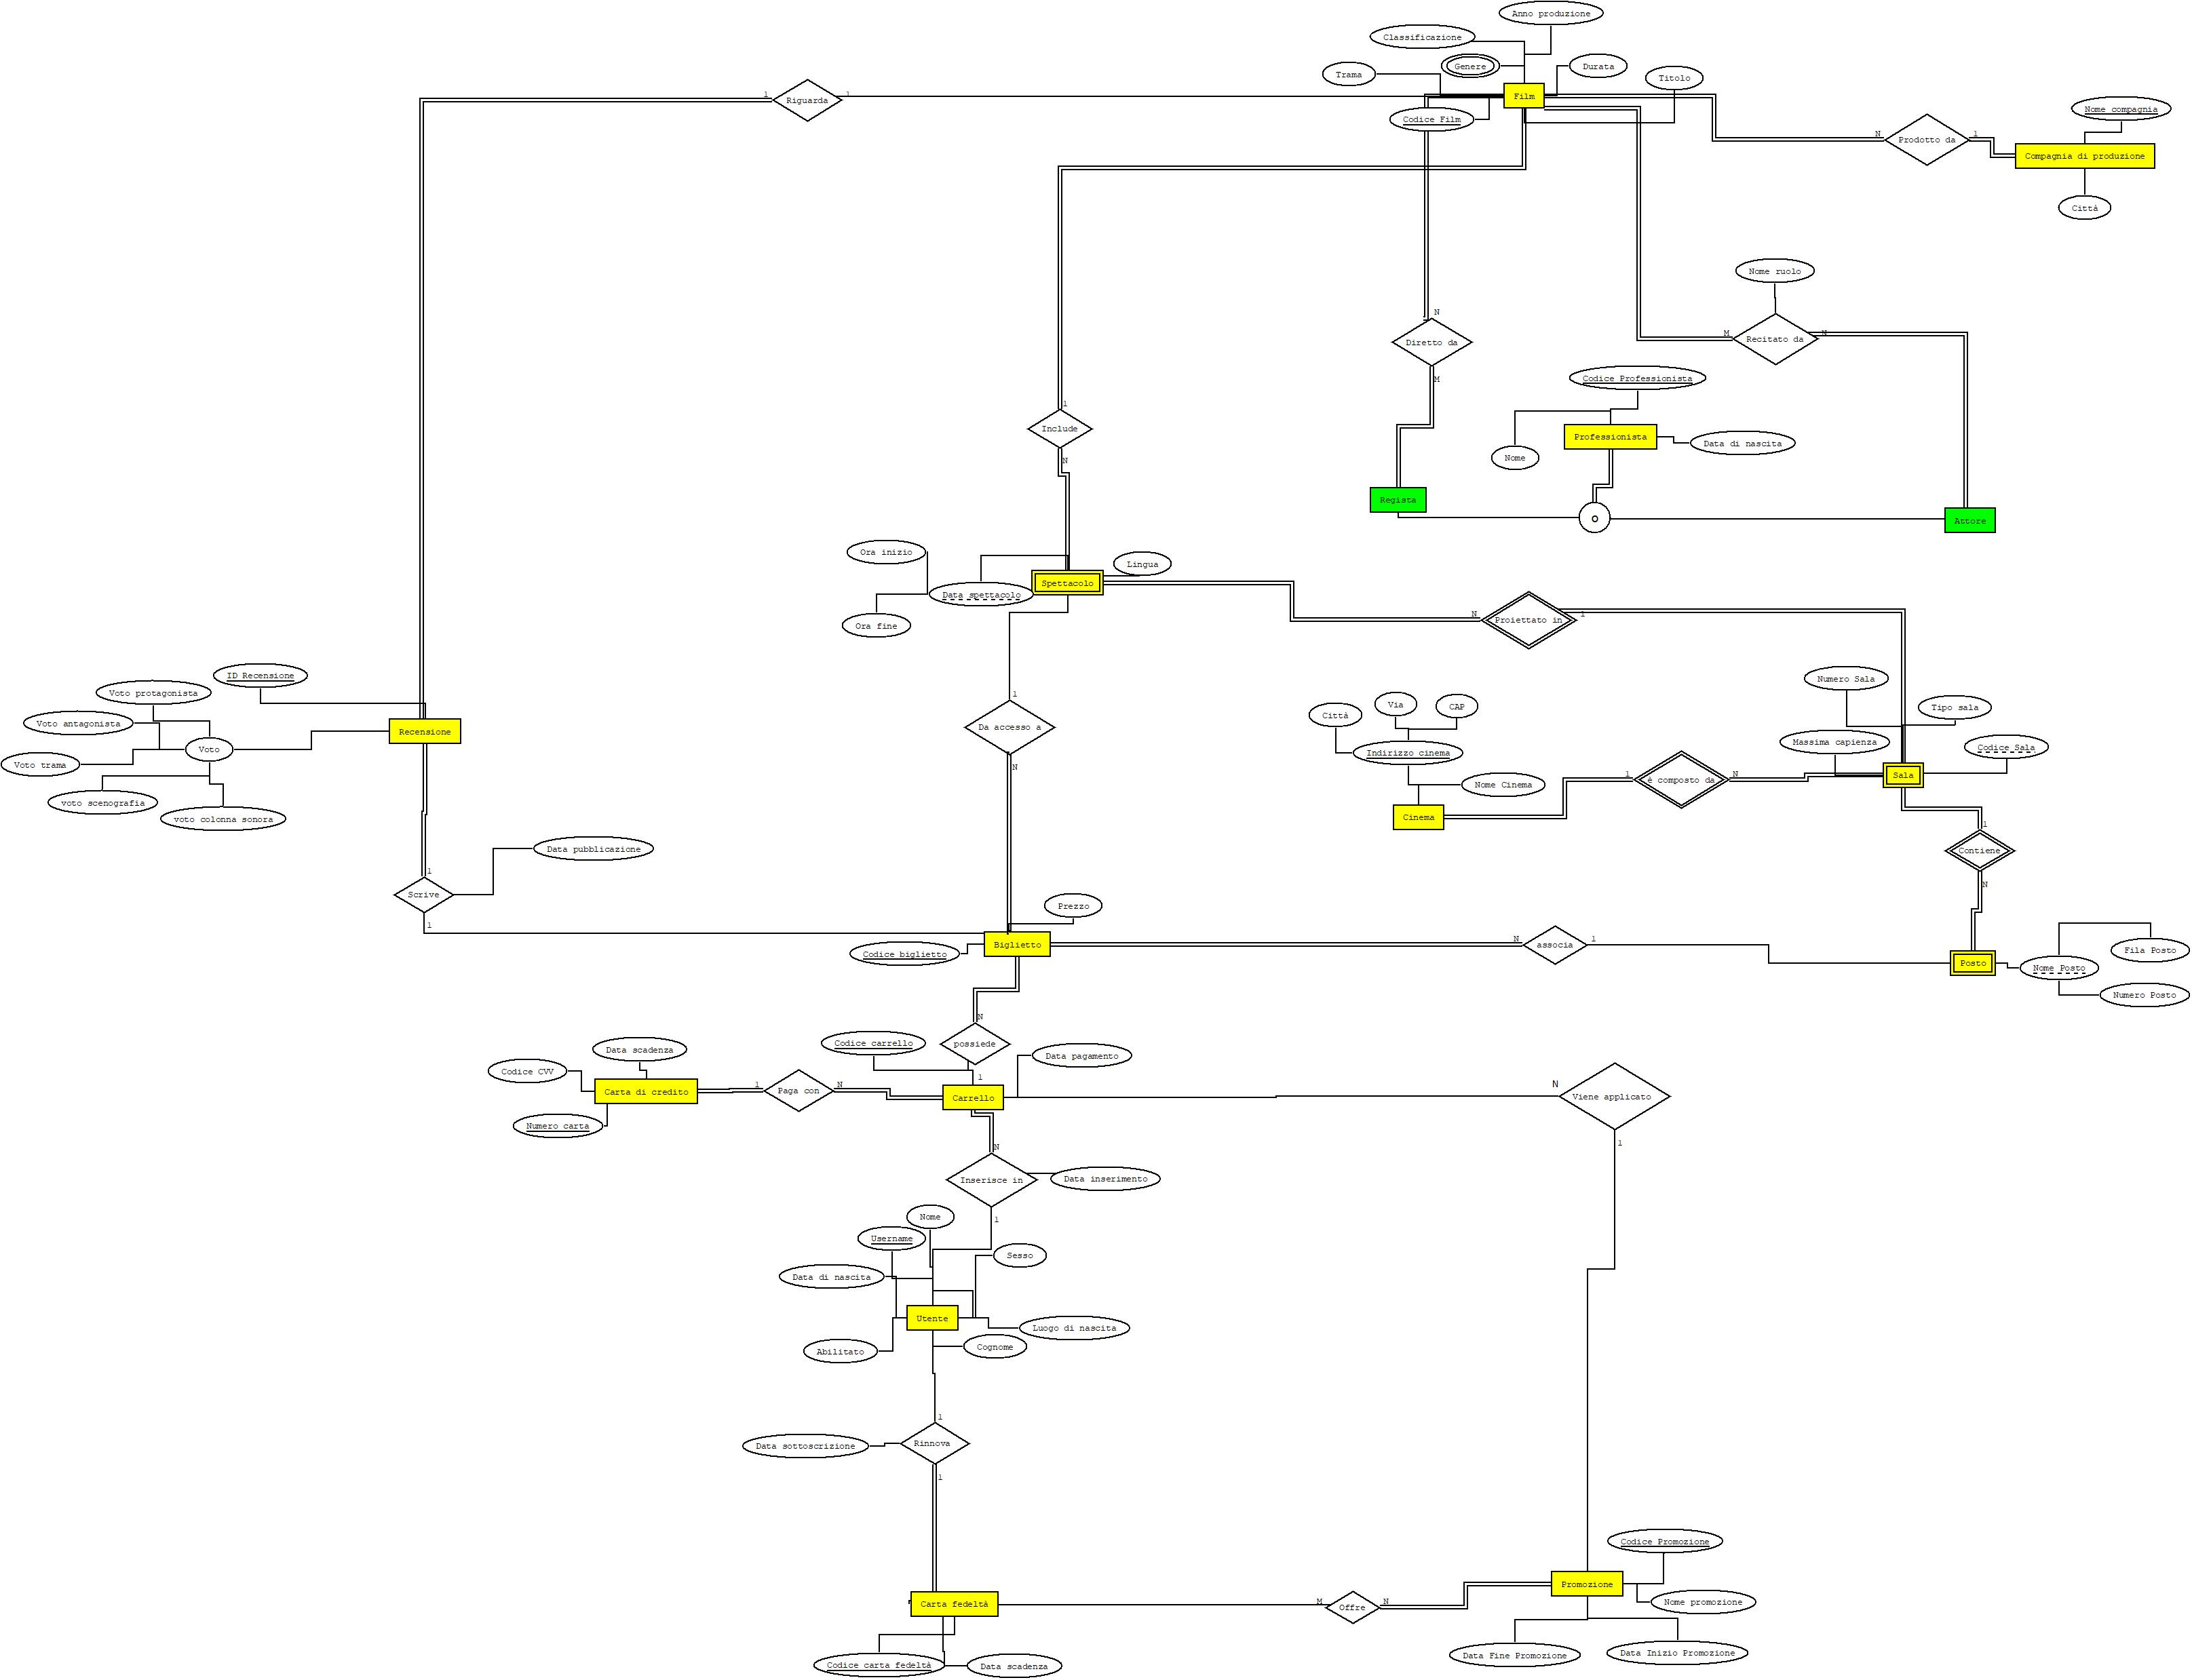 Anno produzione
Classificazione
Genere
Durata
Trama
Titolo
Film
1
Riguarda
1
Codice Film
Nome compagnia
N
Prodotto da
1
Compagnia di produzione
Città
Nome ruolo
N
Diretto da
M
M
Recitato da
N
Codice Professionista
1
Include
N
Professionista
Data di nascita
Nome
Regista
O
Attore
Ora inizio
Lingua
Spettacolo
Data spettacolo
Ora fine
N
Proiettato in
1
ID Recensione
Voto protagonista
Voto antagonista
Recensione
Voto
Voto trama
voto scenografia
voto colonna sonora
1
Da accesso a
N
Numero Sala
Tipo sala
Città
Via
CAP
Massima capienza
Codice Sala
Indirizzo cinema
1
è composto da
N
Sala
Nome Cinema
Cinema
1
Contiene
N
Data pubblicazione
1
Scrive
1
Prezzo
Biglietto
Codice biglietto
N
associa
1
Posto
Nome Posto
Fila Posto
Numero Posto
N
possiede
1
Codice carrello
Data pagamento
Data scadenza
Codice CVV
Carta di credito
1
Paga con
N
Carrello
Numero carta
N
Viene applicato
1
N
Inserisce in
Data inserimento
1
Nome
Username
Sesso
Data di nascita
Utente
Luogo di nascita
Abilitato
Cognome
1
Data sottoscrizione
Rinnova
1
Codice Promozione
Promozione
Nome promozione
Carta fedeltà
M
Offre
N
Data Fine Promozione
Data Inizio Promozione
Codice carta fedeltà
Data scadenza